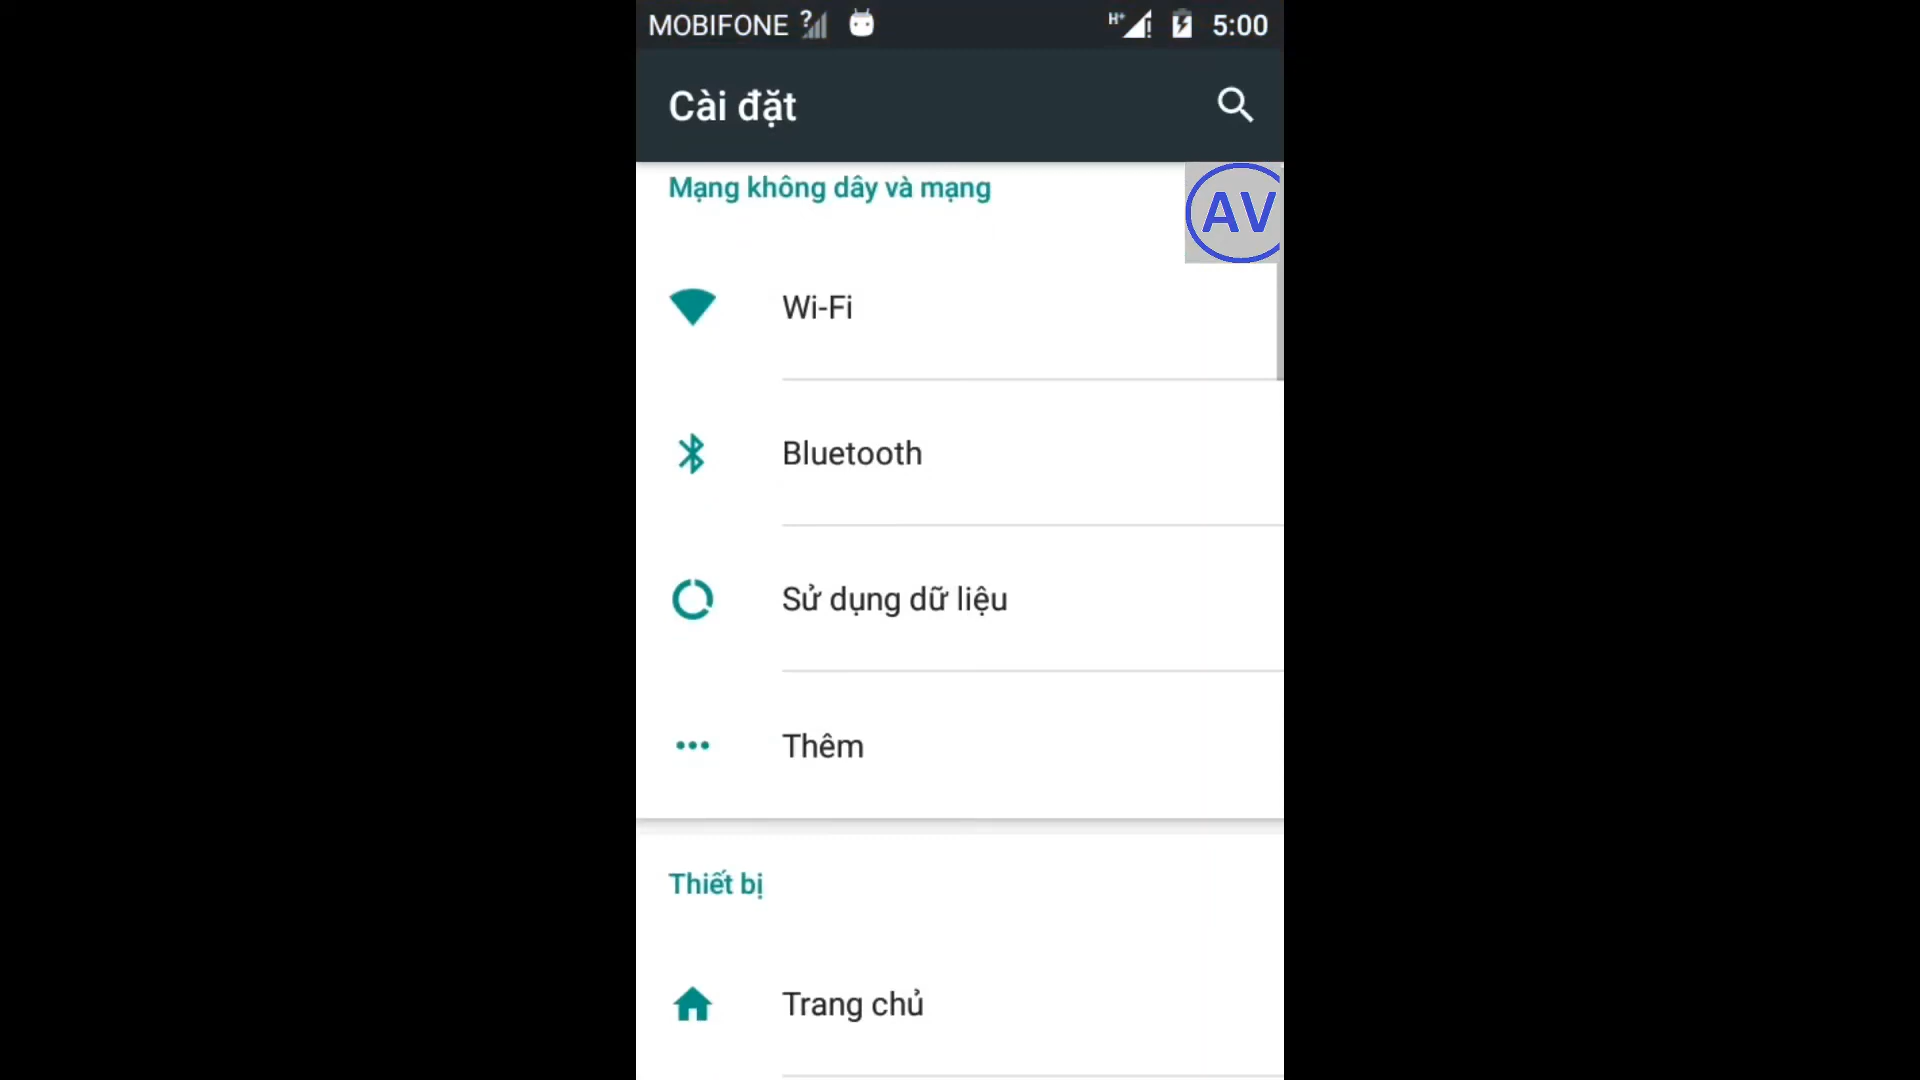 MOBIFONE ? H+ 5:00
Cài đặt
Mạng không dây và mạng
AV
Wi-Fi
Bluetooth
Sử dụng dữ liệu
Thêm
Thiết bị
Trang chủ